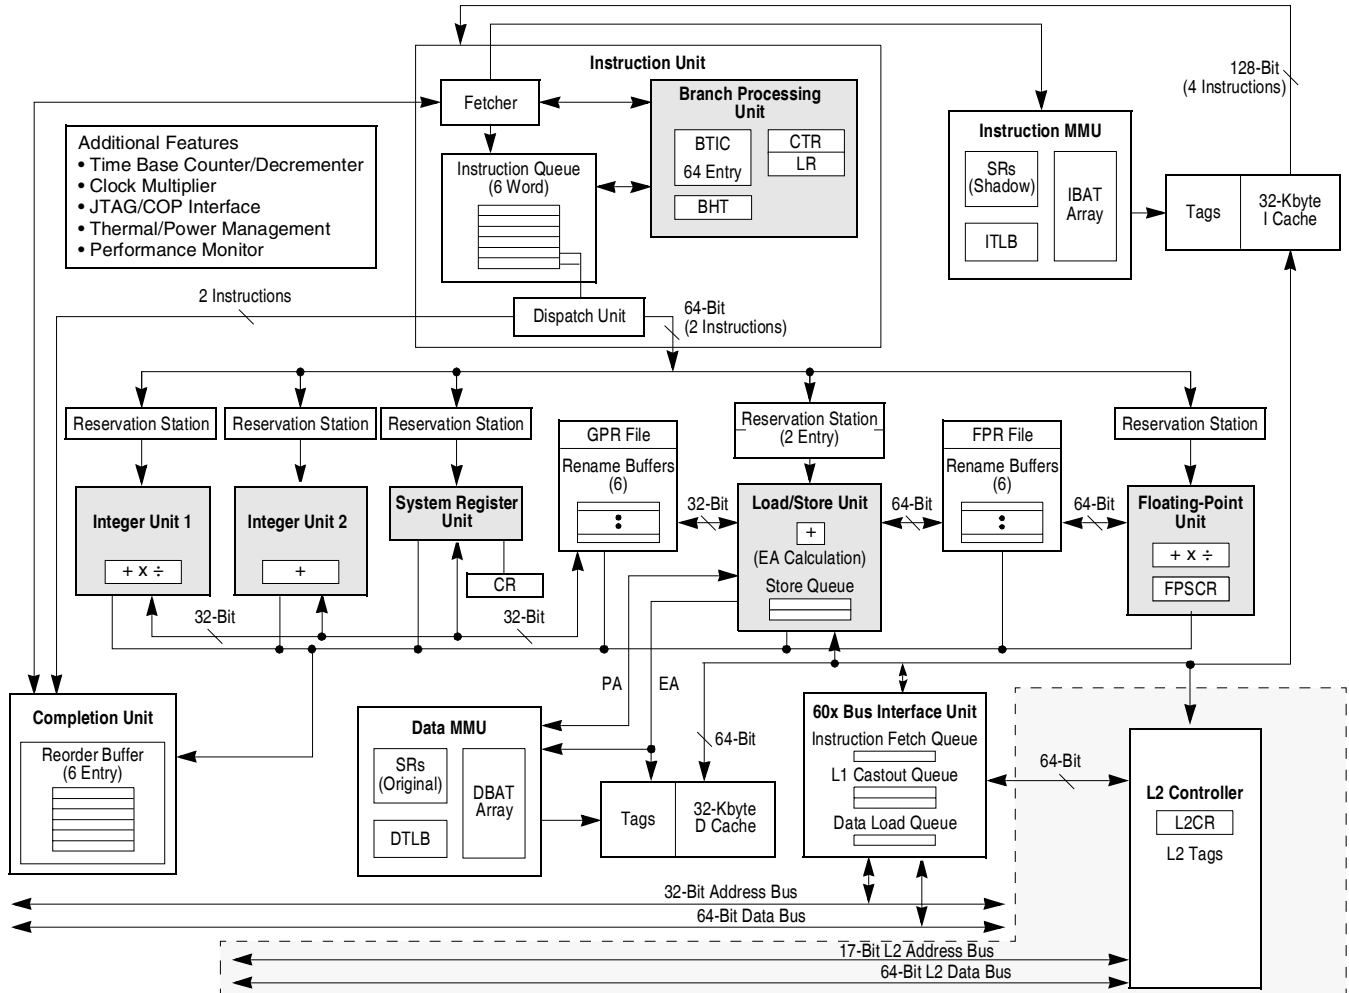 Instruction Unit
Fetcher
Branch Processing
Unit
BTIC
64 Entry
CTR
LR
BHT
Instruction Queue
(6 Word)
Dispatch Unit
64-Bit
(2 Instructions)
2 Instructions
128-Bit
(4 Instructions)
Instruction MMU
SRs
(Shadow)
ITLB
IBAT
Array
Tags
32-Kbyte
I Cache
Additional Features
• Time Base Counter/Decrementer
• Clock Multiplier
• JTAG/COP Interface
• Thermal/Power Management
• Performance Monitor
Reservation Station
Reservation Station
Reservation Station
GPR File
Rename Buffers
(6)
Reservation Station
(2 Entry)
FPR File
Rename Buffers
(6)
Reservation Station
Integer Unit 1
+ x ÷
Integer Unit 2
+
System Register
Unit
CR
32-Bit
Load/Store Unit
+
(EA Calculation)
Store Queue
64-Bit
64-Bit
Floating-Point
Unit
+ x ÷
FPSCR
32-Bit
32-Bit
PA
EA
Completion Unit
Reorder Buffer
(6 Entry)
Data MMU
SRs
(Original)
DTLB
DBAT
Array
64-Bit
Tags
32-Kbyte
D Cache
60x Bus Interface Unit
Instruction Fetch Queue
L1 Castout Queue
Data Load Queue
64-Bit
L2 Controller
L2CR
L2 Tags
32-Bit Address Bus
64-Bit Data Bus
17-Bit L2 Address Bus
64-Bit L2 Data Bus